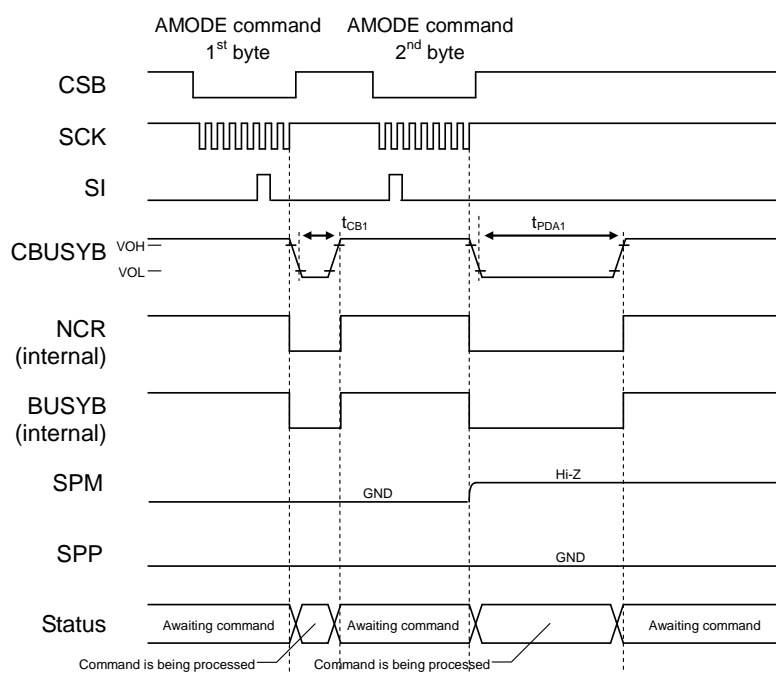 AMODE command
1st byte
AMODE command
2nd byte
CSB
SCK
SI
tCB1
tPDA1
CBUSYB
VOH
VOL
NCR
(internal)
BUSYB
(internal)
SPM
GND
Hi-Z
SPP
GND
Status
Awaiting command
Awaiting command
Awaiting command
Command is being processed
Command is being processed